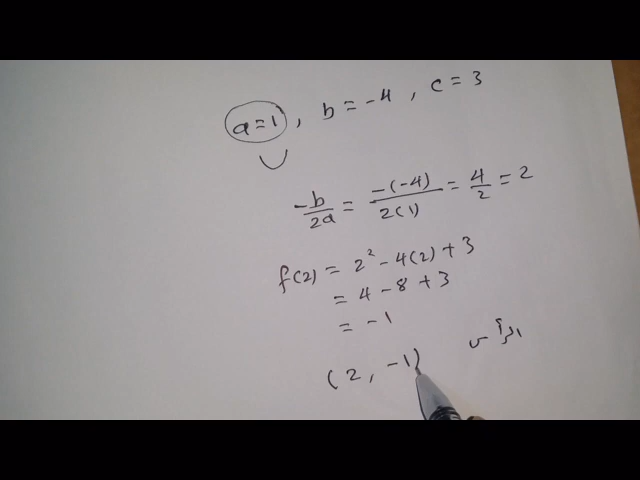 a=1, b=-4, c=3
-b/2a = -(-4)/2(1) = 4/2 = 2
f(2) = 2² - 4(2) + 3
= 4 - 8 + 3
= -1
(2, -1)